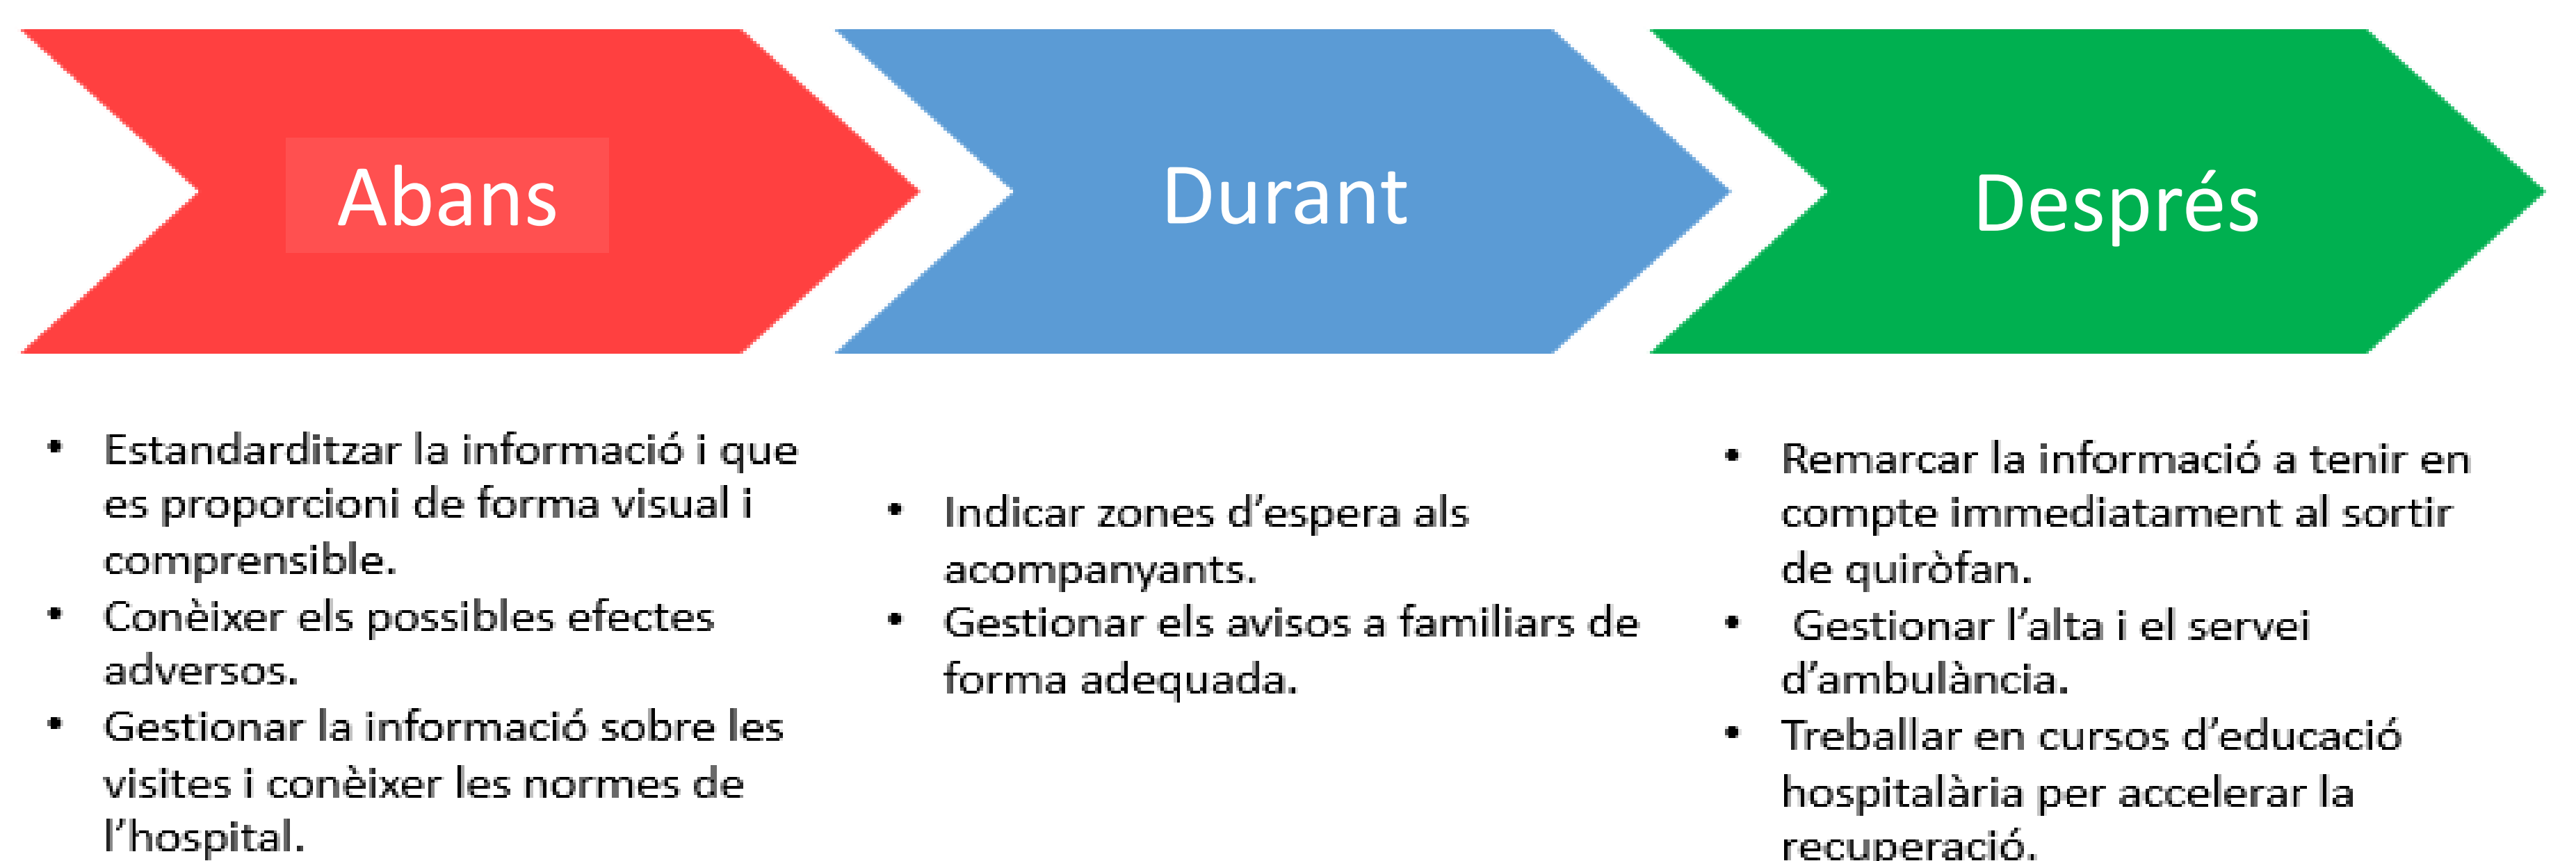 Abans
Durant
Després
• Estandarditzar la informació i que
es proporcioni de forma visual i
comprensible.
• Conèixer els possibles efectes
adversos.
• Gestionar la informació sobre les
visites i conèixer les normes de
l’hospital.
• Indicar zones d’espera als
acompanyants.
• Gestionar els avisos a familiars de
forma adequada.
• Remarcar la informació a tenir en
compte immediatament al sortir
de quiròfan.
• Gestionar l’alta i el servei
d’ambulància.
• Treballar en cursos d’educació
hospitalària per accelerar la
recuperació.